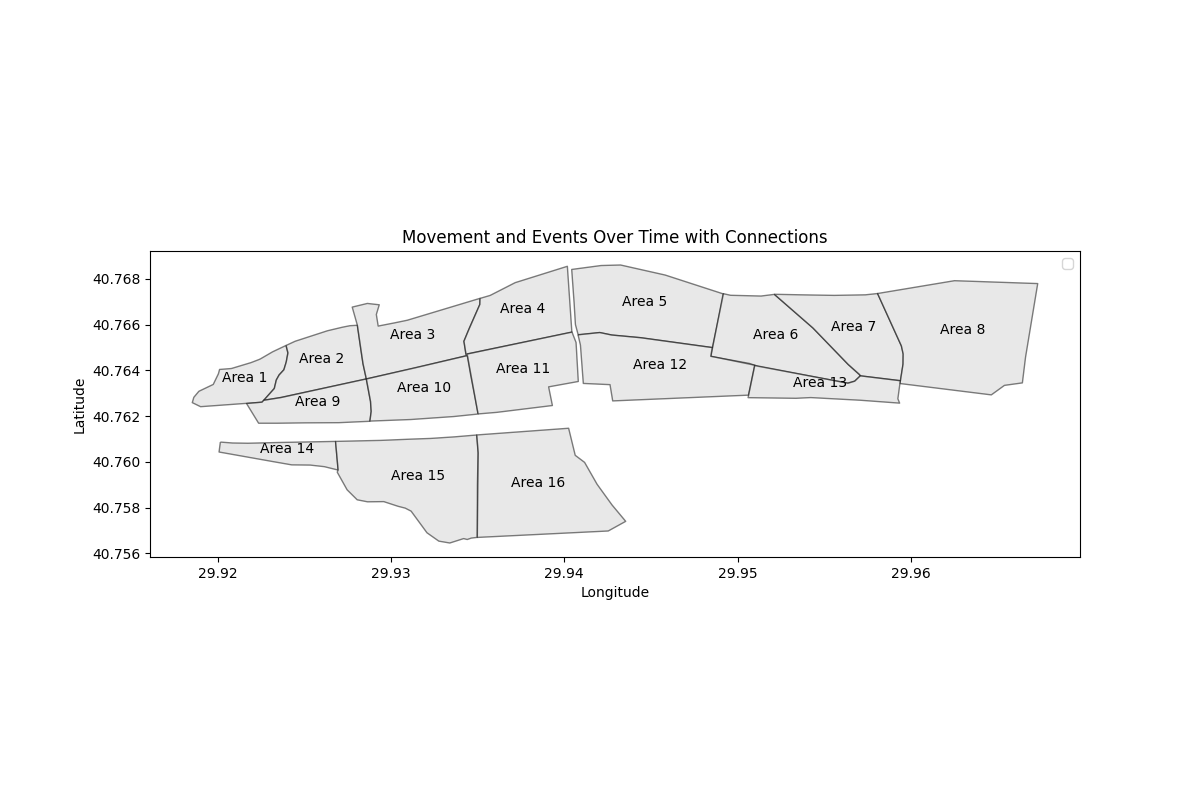 Movement and Events Over Time with Connections
40.768
40.766
40.764
40.762
40.760
40.758
40.756
Latitude
Area 1
Area 2
Area 3
Area 4
Area 5
Area 6
Area 7
Area 8
Area 9
Area 10
Area 11
Area 12
Area 13
Area 14
Area 15
Area 16
29.92
29.93
29.94
29.95
29.96
Longitude